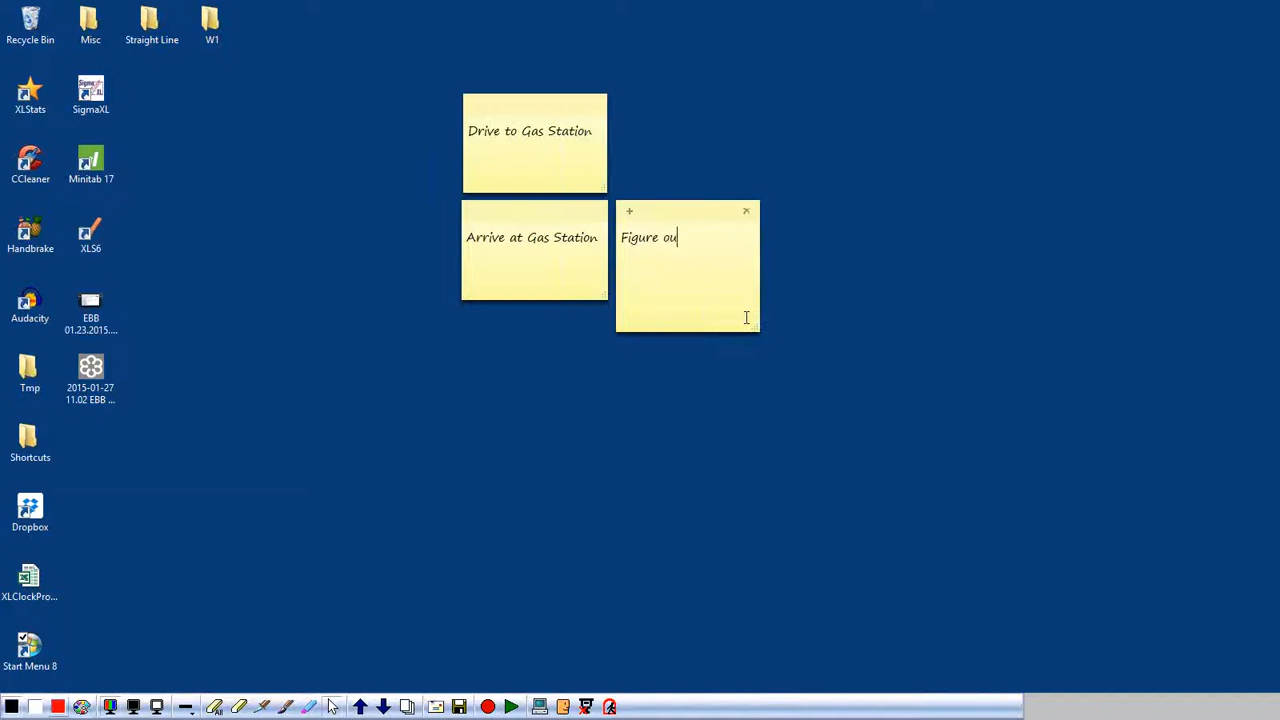 Recycle Bin
Misc
Straight Line
W1
XLStats
SigmaXL
CCleaner
Minitab 17
Handbrake
XLS6
Audacity
EBB
01.23.2015....
Tmp
2015-01-27
11.02 EBB ...
Shortcuts
Dropbox
XLClockPro...
Start Menu 8
Drive to Gas Station
Arrive at Gas Station
Figure ou